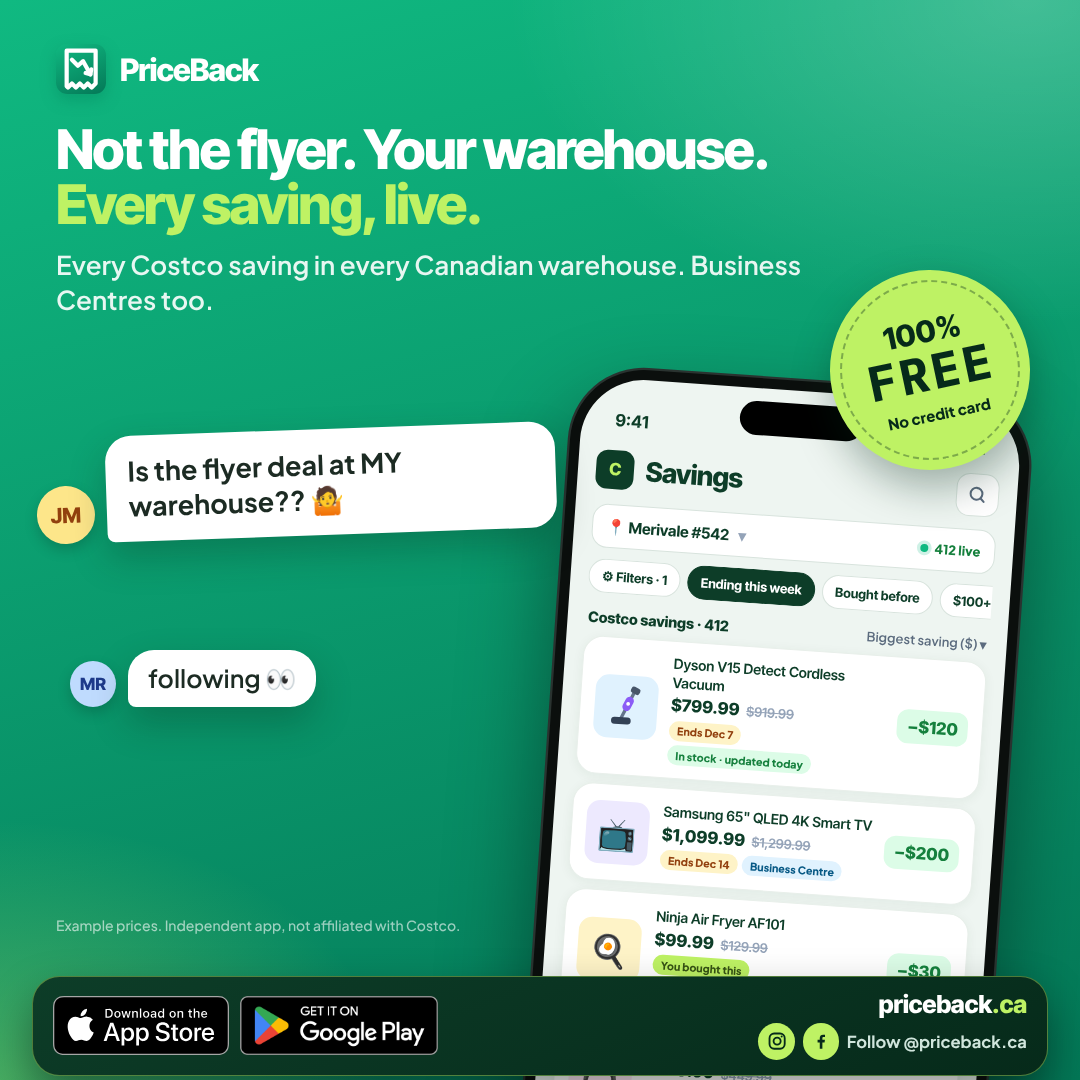 PriceBack
Not the flyer. Your warehouse.
Every saving, live.
Every Costco saving in every Canadian warehouse. Business
Centres too.
100%
FREE
No credit card
JM
Is the flyer deal at MY
warehouse?? 🤷
MR
following 👀
9:41
C
Savings
📍 Merivale #542 ▼
412 live
⚙ Filters · 1
Ending this week
Bought before
$100+
Costco savings · 412
Biggest saving ($) ▾
Dyson V15 Detect Cordless
Vacuum
$799.99 $919.99
Ends Dec 7
In stock · updated today
−$120
Samsung 65" QLED 4K Smart TV
$1,099.99 $1,299.99
Ends Dec 14 Business Centre
−$200
Ninja Air Fryer AF101
$99.99 $129.99
You bought this
−$30
Example prices. Independent app, not affiliated with Costco.
Download on the
App Store
GET IT ON
Google Play
priceback.ca
Follow @priceback.ca